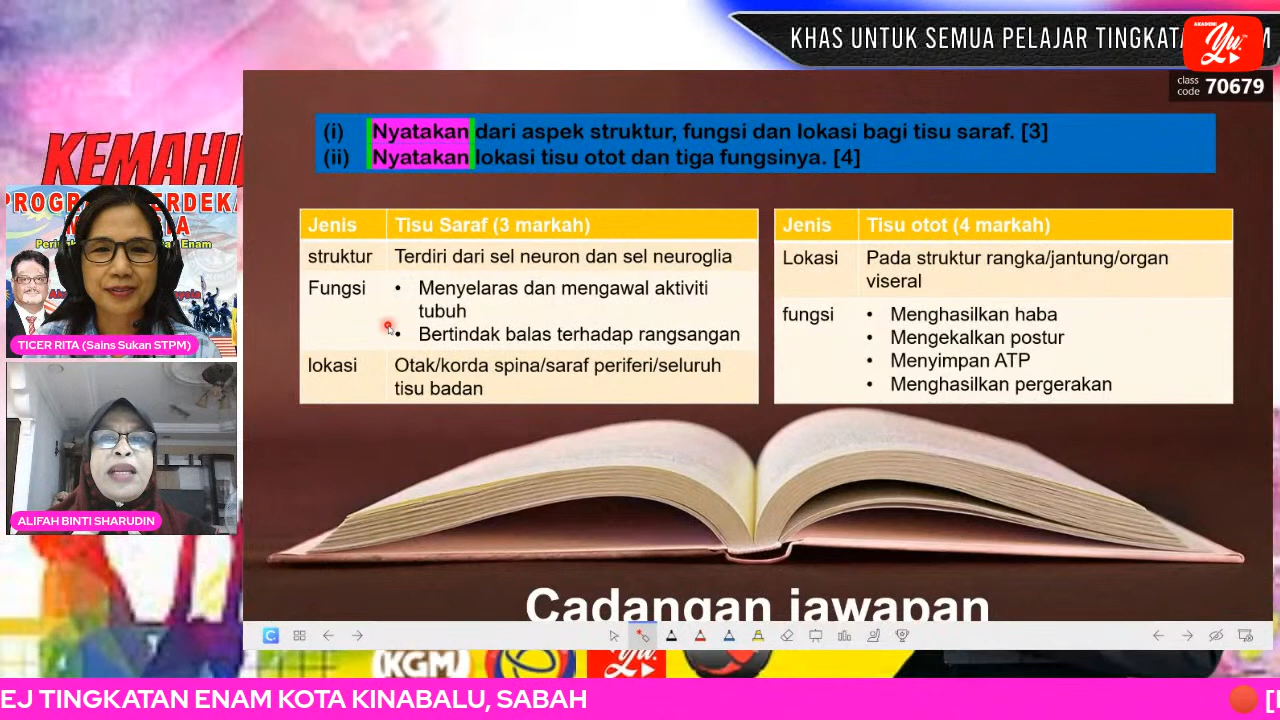 KHAS UNTUK SEMUA PELAJAR TINGKAT
AKADEMI
Yu.
class code 70679
KEMAHI
(i) Nyatakan dari aspek struktur, fungsi dan lokasi bagi tisu saraf. [3]
(ii) Nyatakan lokasi tisu otot dan tiga fungsinya. [4]
Jenis Tisu Saraf (3 markah)
struktur Terdiri dari sel neuron dan sel neuroglia
Fungsi • Menyelaras dan mengawal aktiviti
tubuh
• Bertindak balas terhadap rangsangan
lokasi Otak/korda spina/saraf periferi/seluruh
tisu badan
Jenis Tisu otot (4 markah)
Lokasi Pada struktur rangka/jantung/organ
viseral
fungsi • Menghasilkan haba
• Mengekalkan postur
• Menyimpan ATP
• Menghasilkan pergerakan
Cadangan jawapan
TICER RITA (Sains Sukan STPM)
ALIFAH BINTI SHARUDIN
(KGM)
EJ TINGKATAN ENAM KOTA KINABALU, SABAH